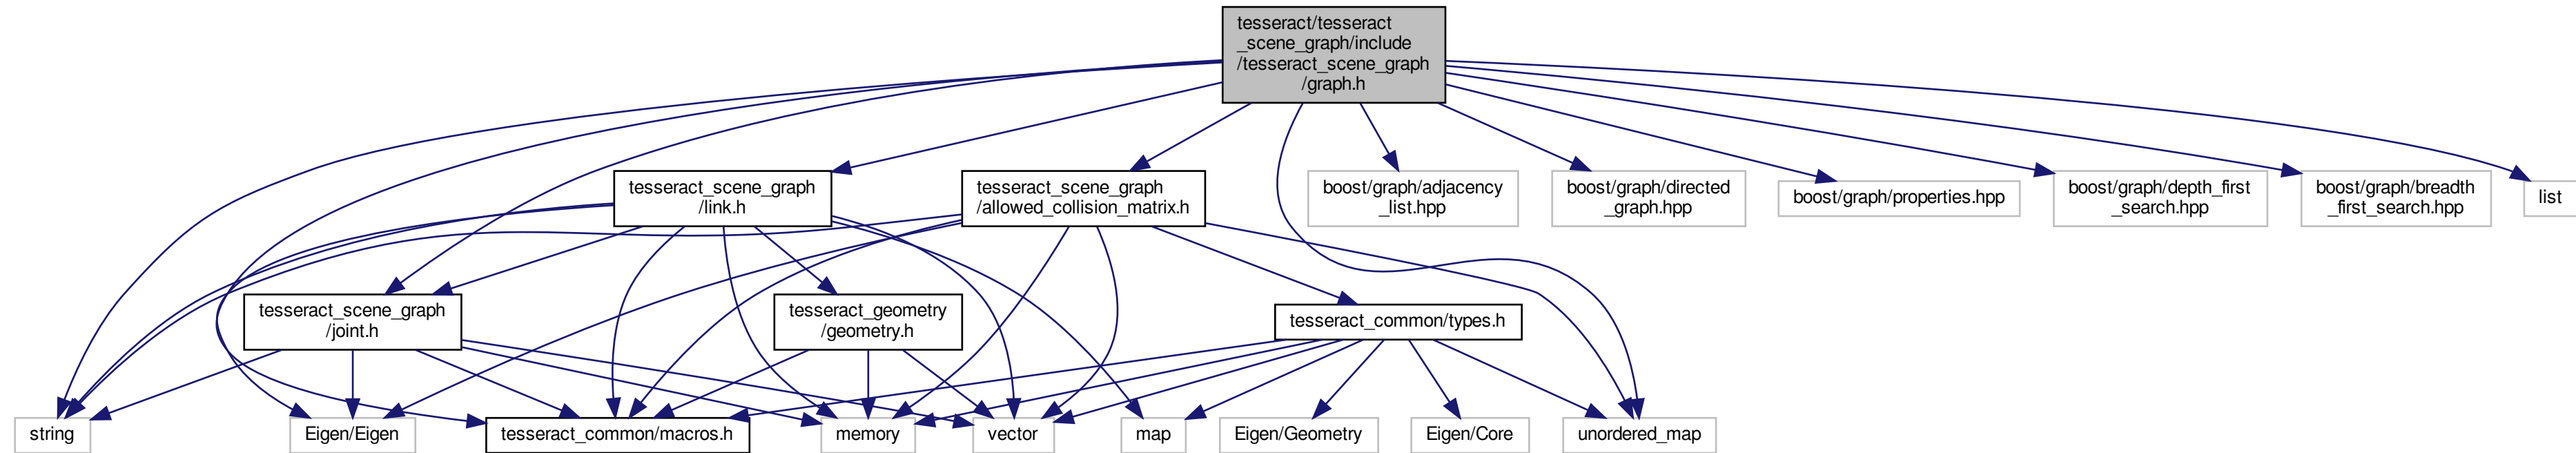 tesseract/tesseract
_scene_graph/include
/tesseract_scene_graph
/graph.h
tesseract_scene_graph
/link.h
tesseract_scene_graph
/allowed_collision_matrix.h
boost/graph/adjacency
_list.hpp
boost/graph/directed
_graph.hpp
boost/graph/properties.hpp
boost/graph/depth_first
_search.hpp
boost/graph/breadth
_first_search.hpp
list
tesseract_scene_graph
/joint.h
tesseract_geometry
/geometry.h
tesseract_common/types.h
string
Eigen/Eigen
tesseract_common/macros.h
memory
vector
map
Eigen/Geometry
Eigen/Core
unordered_map